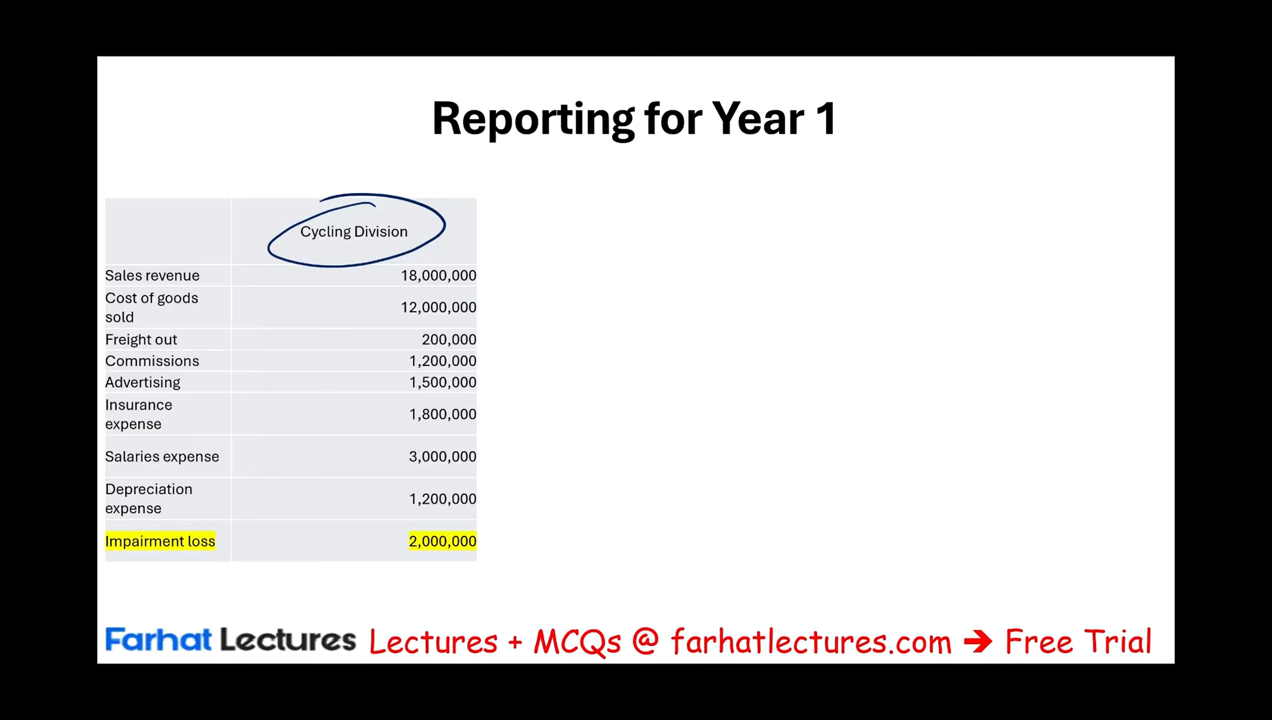 Reporting for Year 1
Cycling Division
Sales revenue 18,000,000
Cost of goods
sold 12,000,000
Freight out 200,000
Commissions 1,200,000
Advertising 1,500,000
Insurance
expense 1,800,000
Salaries expense 3,000,000
Depreciation
expense 1,200,000
Impairment loss 2,000,000
Farhat Lectures Lectures + MCQs @ farhatlectures.com ➔ Free Trial